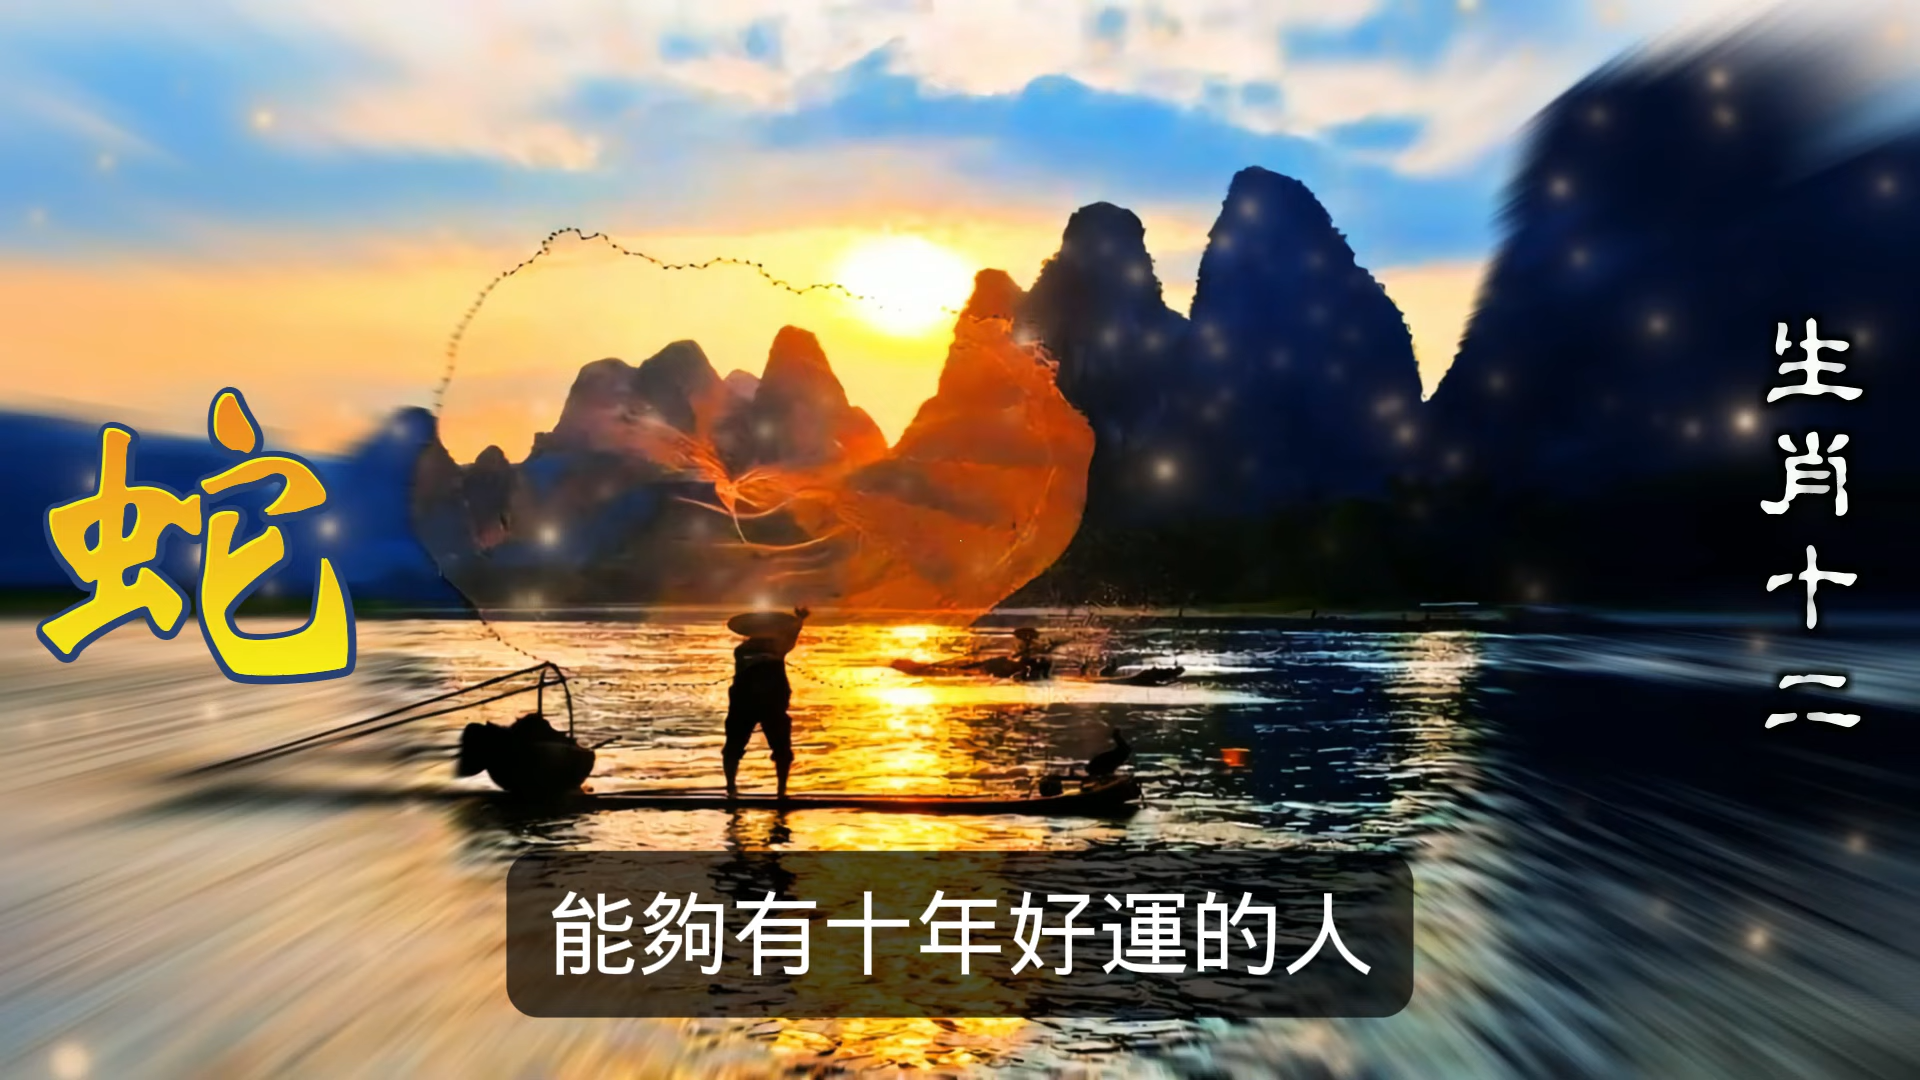 蛇
生肖十二
能夠有十年好運的人